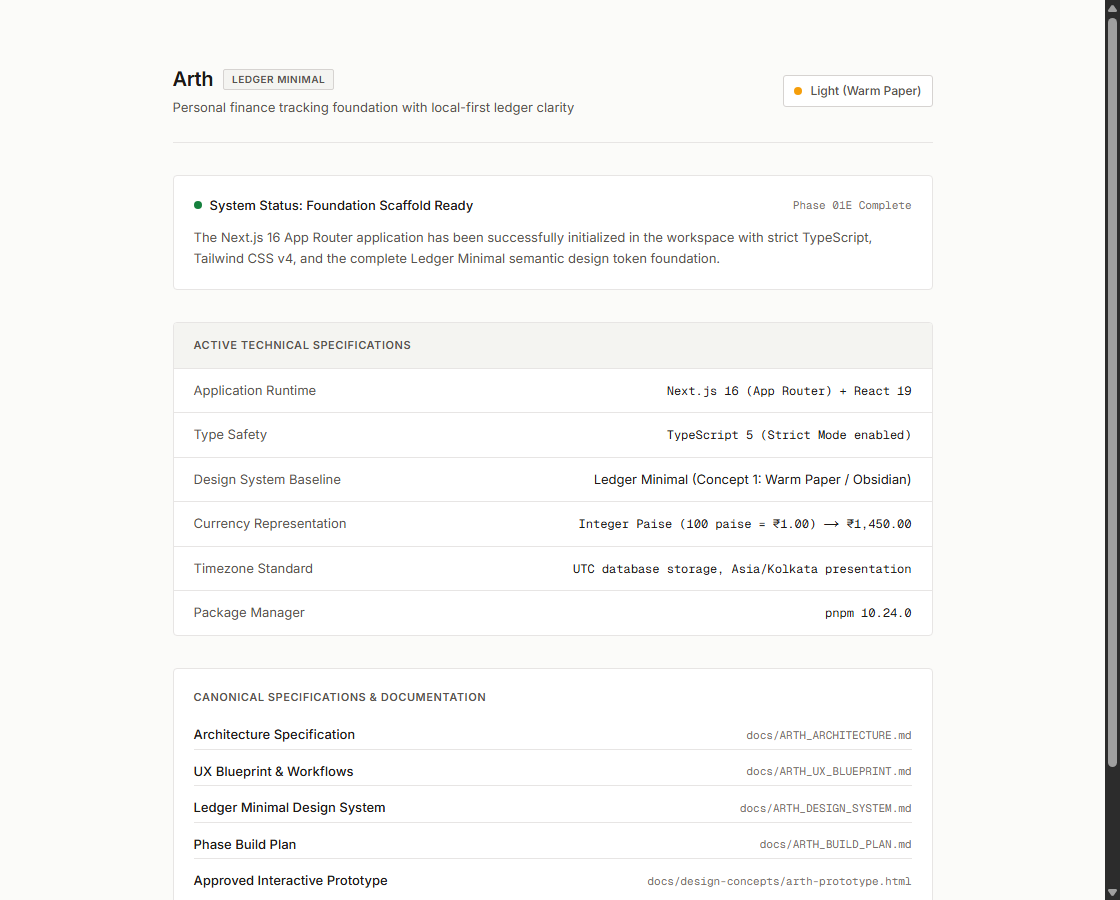 Arth LEDGER MINIMAL
Personal finance tracking foundation with local-first ledger clarity
Light (Warm Paper)
System Status: Foundation Scaffold Ready
Phase 01E Complete
The Next.js 16 App Router application has been successfully initialized in the workspace with strict TypeScript,
Tailwind CSS v4, and the complete Ledger Minimal semantic design token foundation.
ACTIVE TECHNICAL SPECIFICATIONS
Application Runtime Next.js 16 (App Router) + React 19
Type Safety TypeScript 5 (Strict Mode enabled)
Design System Baseline Ledger Minimal (Concept 1: Warm Paper / Obsidian)
Currency Representation Integer Paise (100 paise = ₹1.00) ⟶ ₹1,450.00
Timezone Standard UTC database storage, Asia/Kolkata presentation
Package Manager pnpm 10.24.0
CANONICAL SPECIFICATIONS & DOCUMENTATION
Architecture Specification docs/ARTH_ARCHITECTURE.md
UX Blueprint & Workflows docs/ARTH_UX_BLUEPRINT.md
Ledger Minimal Design System docs/ARTH_DESIGN_SYSTEM.md
Phase Build Plan docs/ARTH_BUILD_PLAN.md
Approved Interactive Prototype docs/design-concepts/arth-prototype.html